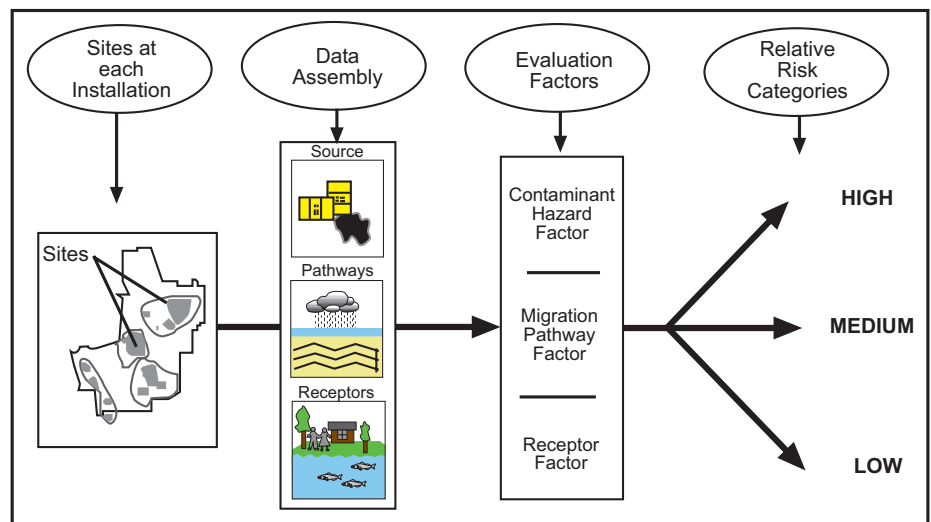 Sites at
each
Installation
Data
Assembly
Evaluation
Factors
Relative
Risk
Categories
Sites
Source
Pathways
Receptors
Contaminant
Hazard
Factor
Migration
Pathway
Factor
Receptor
Factor
HIGH
MEDIUM
LOW